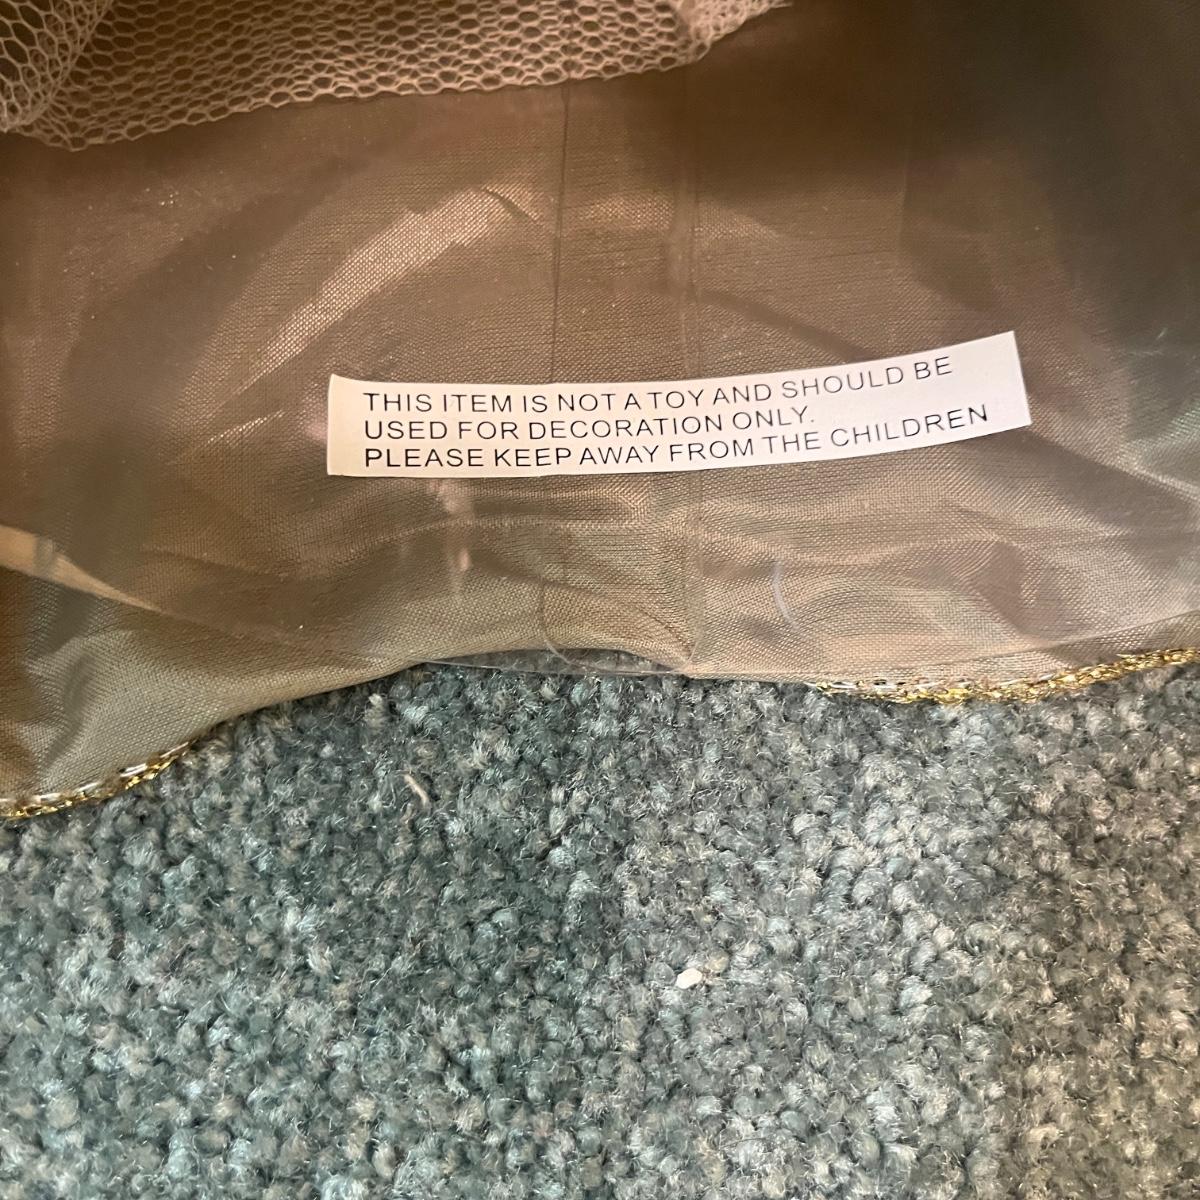 THIS ITEM IS NOT A TOY AND SHOULD BE
USED FOR DECORATION ONLY.
PLEASE KEEP AWAY FROM THE CHILDREN